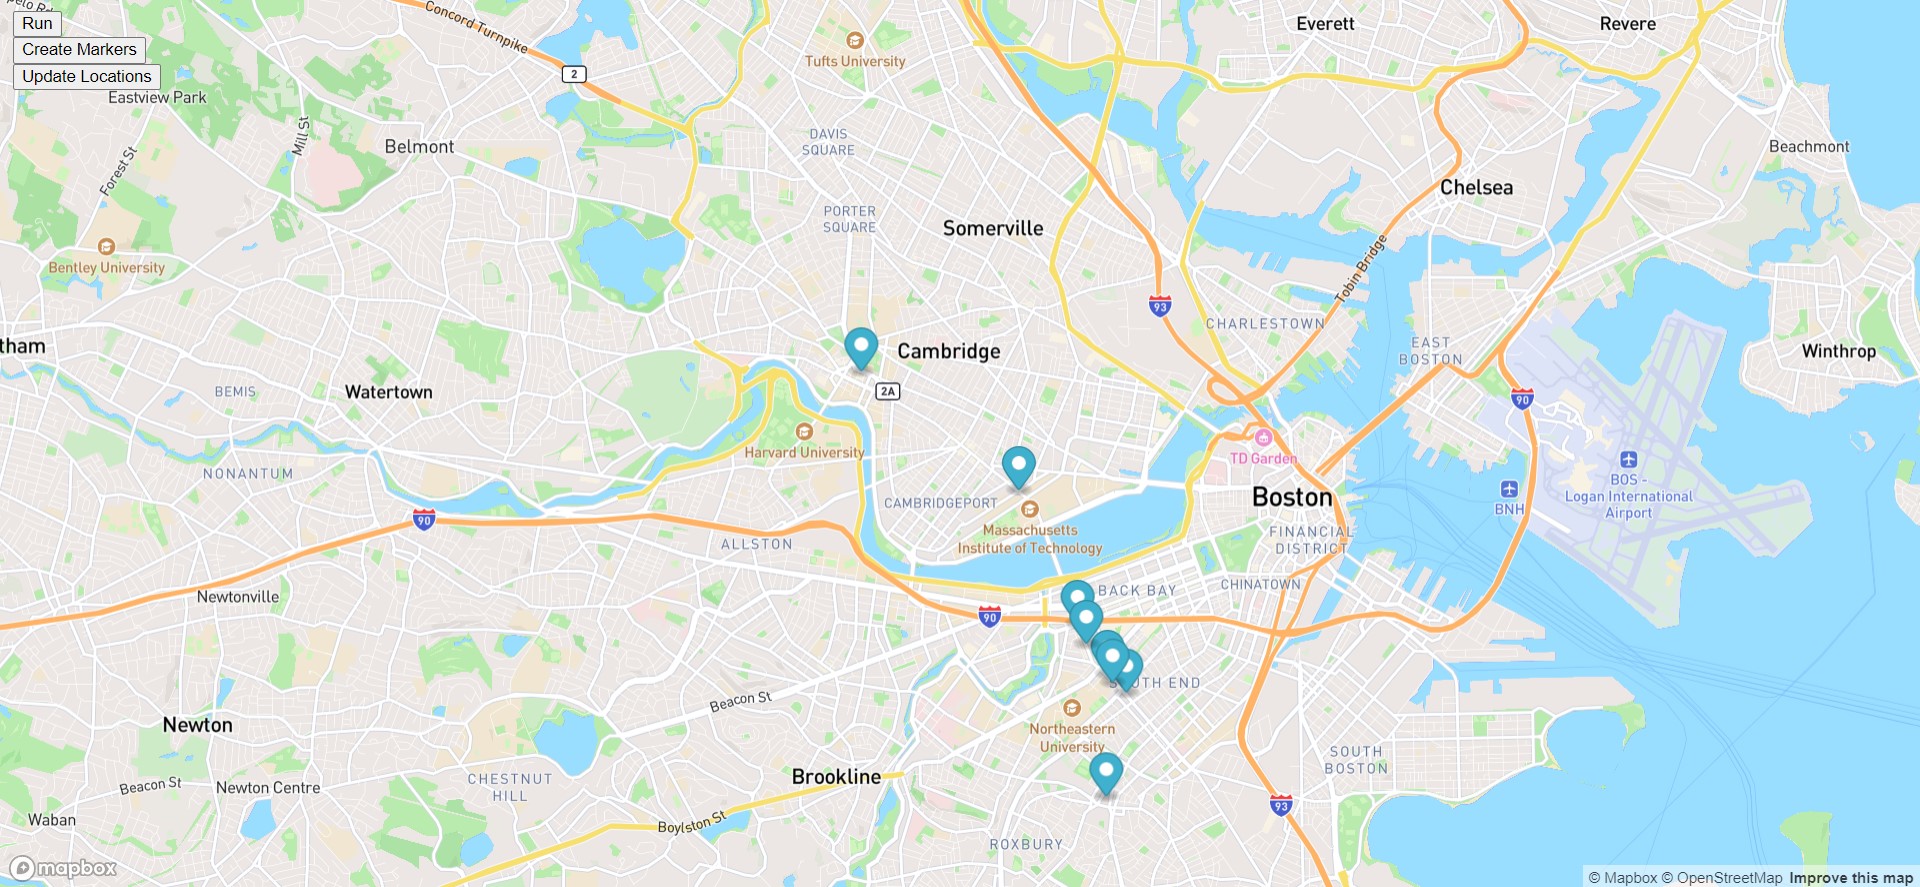 Run
Create Markers
Update Locations
Concord Turnpike
2
Tufts University
Everett
Revere
Eastview Park
Mill St
Forest St
Belmont
DAVIS
SQUARE
Beachmont
Chelsea
PORTER
SQUARE
Somerville
Bentley University
Tobin Bridge
93
CHARLESTOWN
EAST
BOSTON
tham
Cambridge
Winthrop
BEMIS
Watertown
2A
90
Harvard University
TD Garden
NONANTUM
CAMBRIDGEPORT
Boston
BOS -
Logan International
Airport
BNH
90
Massachusetts
Institute of Technology
FINANCIAL
DISTRICT
ALLSTON
Newtonville
BACK BAY
CHINATOWN
90
SOUTH END
Beacon St
Newton
Northeastern
University
SOUTH
BOSTON
Brookline
CHESTNUT
HILL
Beacon St
Newton Centre
93
Waban
Boylston St
ROXBURY
mapbox
© Mapbox © OpenStreetMap Improve this map